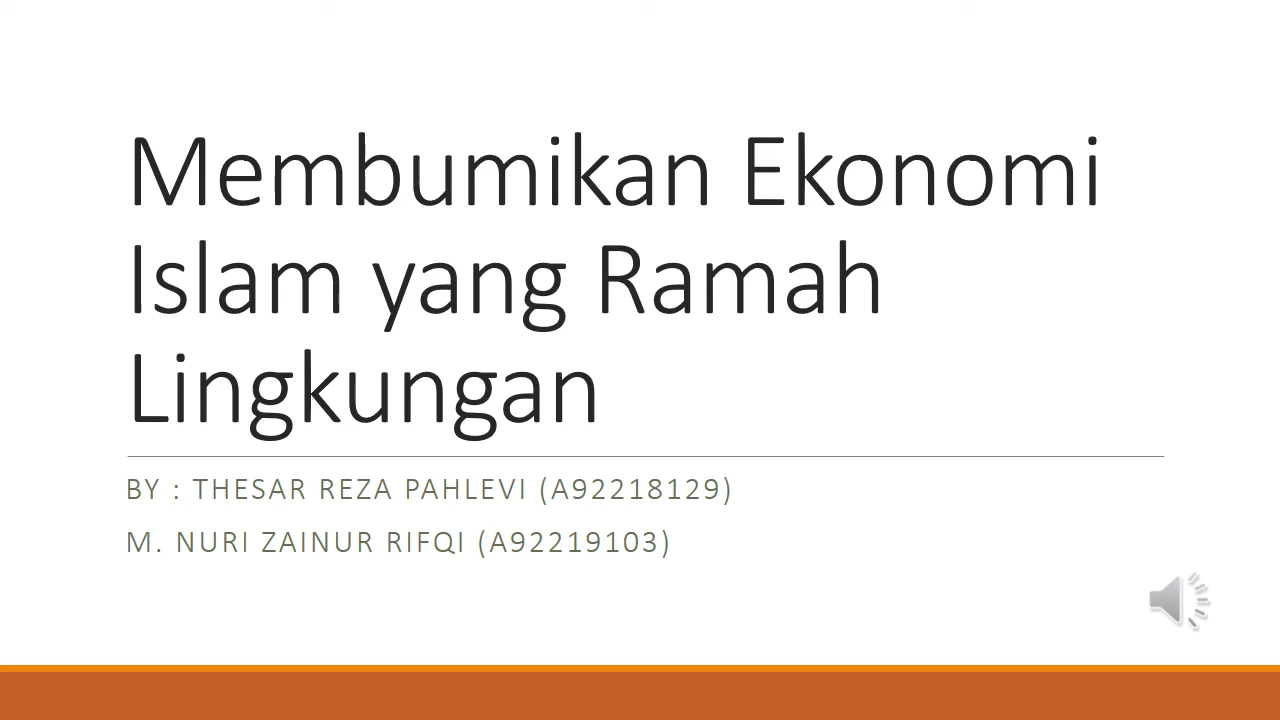 Membumikan Ekonomi
Islam yang Ramah
Lingkungan
BY : THESAR REZA PAHLEVI (A92218129)
M. NURI ZAINUR RIFQI (A92219103)